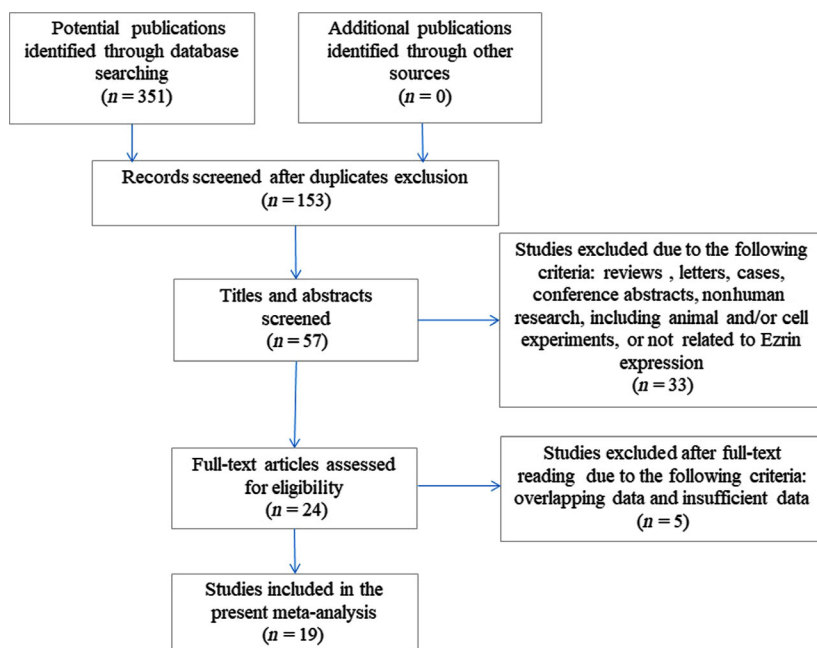 Potential publications
identified through database
searching
(n = 351)
Additional publications
identified through other
sources
(n = 0)
Records screened after duplicates exclusion
(n = 153)
Titles and abstracts
screened
(n = 57)
Studies excluded due to the following
criteria: reviews , letters, cases,
conference abstracts, nonhuman
research, including animal and/or cell
experiments, or not related to Ezrin
expression
(n = 33)
Full-text articles assessed
for eligibility
(n = 24)
Studies excluded after full-text
reading due to the following criteria:
overlapping data and insufficient data
(n = 5)
Studies included in the
present meta-analysis
(n = 19)